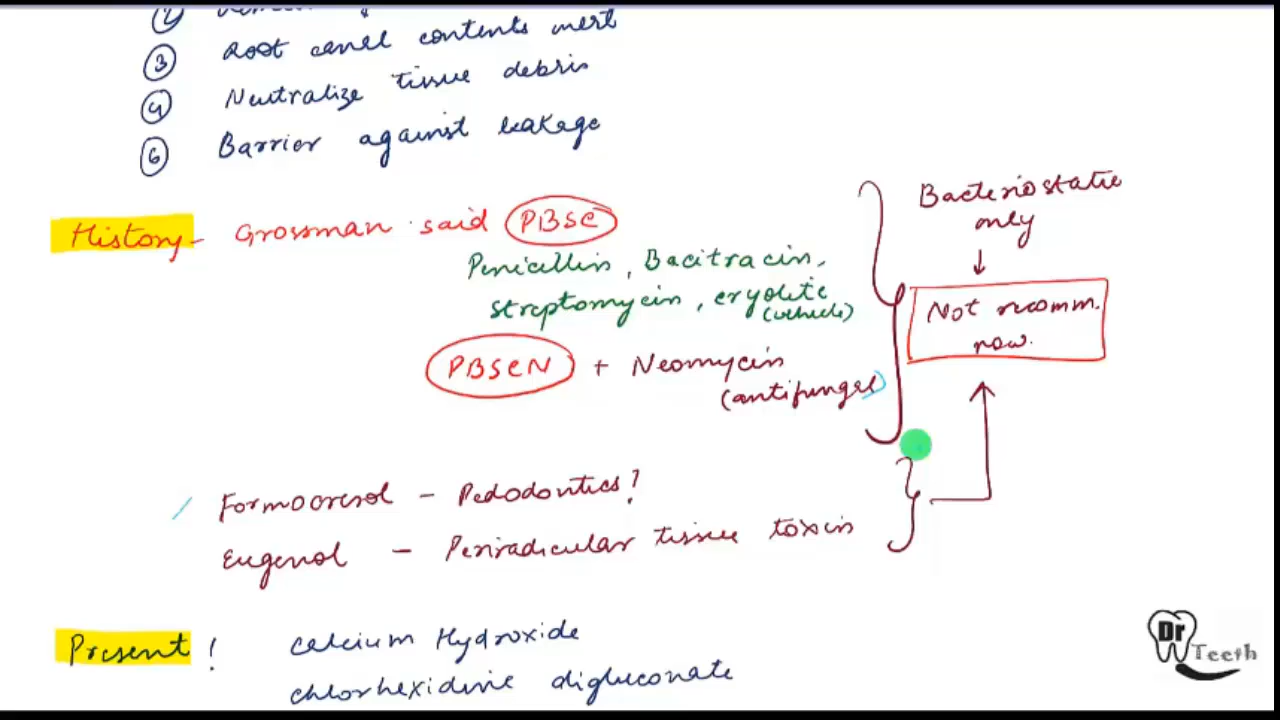 ②
③ Root canal contents inert
④ Neutralize tissue debris
⑥ Barrier against leakage
History - Grossman said PBSC
Penicillin, Bacitracin,
streptomycin, cryolite
(vehicle)
PBSCN + Neomycin
(antifungal)
Bacteriostatic
only
↓
Not recomm.
now.
Formocresol - Pedodontics?
Eugenol - Periradicular tissue toxin
Present! calcium Hydroxide
chlorhexidine digluconate
Dr
Teeth